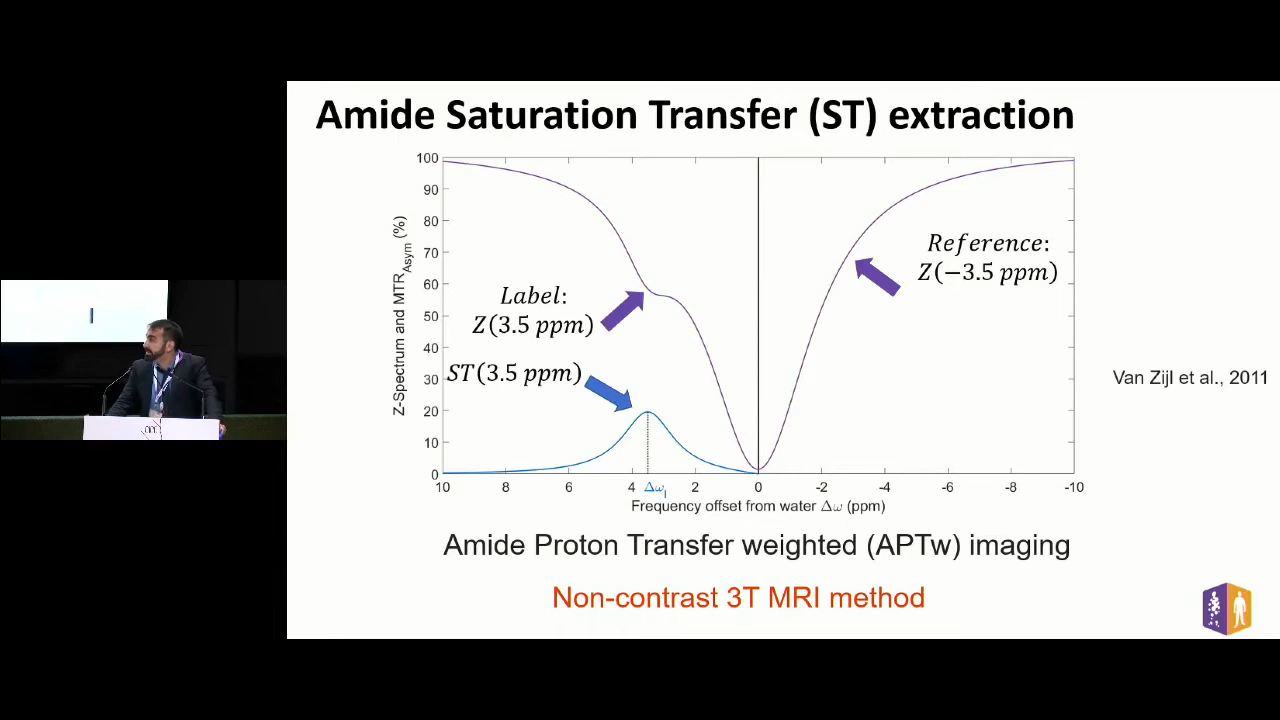 Amide Saturation Transfer (ST) extraction
100
90
80
70
60
50
40
30
20
10
0
Z-Spectrum and MTR_Asym (%)
Reference:
Z(−3.5 ppm)
Label:
Z(3.5 ppm)
ST(3.5 ppm)
Van Zijl et al., 2011
10 8 6 4 Δω_l 2 0 -2 -4 -6 -8 -10
Frequency offset from water Δω (ppm)
Amide Proton Transfer weighted (APTw) imaging
Non-contrast 3T MRI method